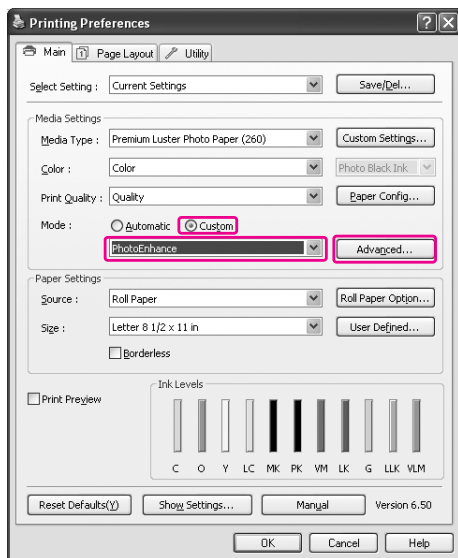 Printing Preferences
Main Page Layout Utility
Select Setting : Current Settings Save/Del...
Media Settings
Media Type : Premium Luster Photo Paper (260) Custom Settings...
Color : Color Photo Black Ink
Print Quality : Quality Paper Config...
Mode : Automatic Custom
PhotoEnhance Advanced...
Paper Settings
Source : Roll Paper Roll Paper Option...
Size : Letter 8 1/2 x 11 in User Defined...
Borderless
Print Preview
Ink Levels
C O Y LC MK PK VM LK G LLK VLM
Reset Defaults(Y) Show Settings... Manual Version 6.50
OK Cancel Help